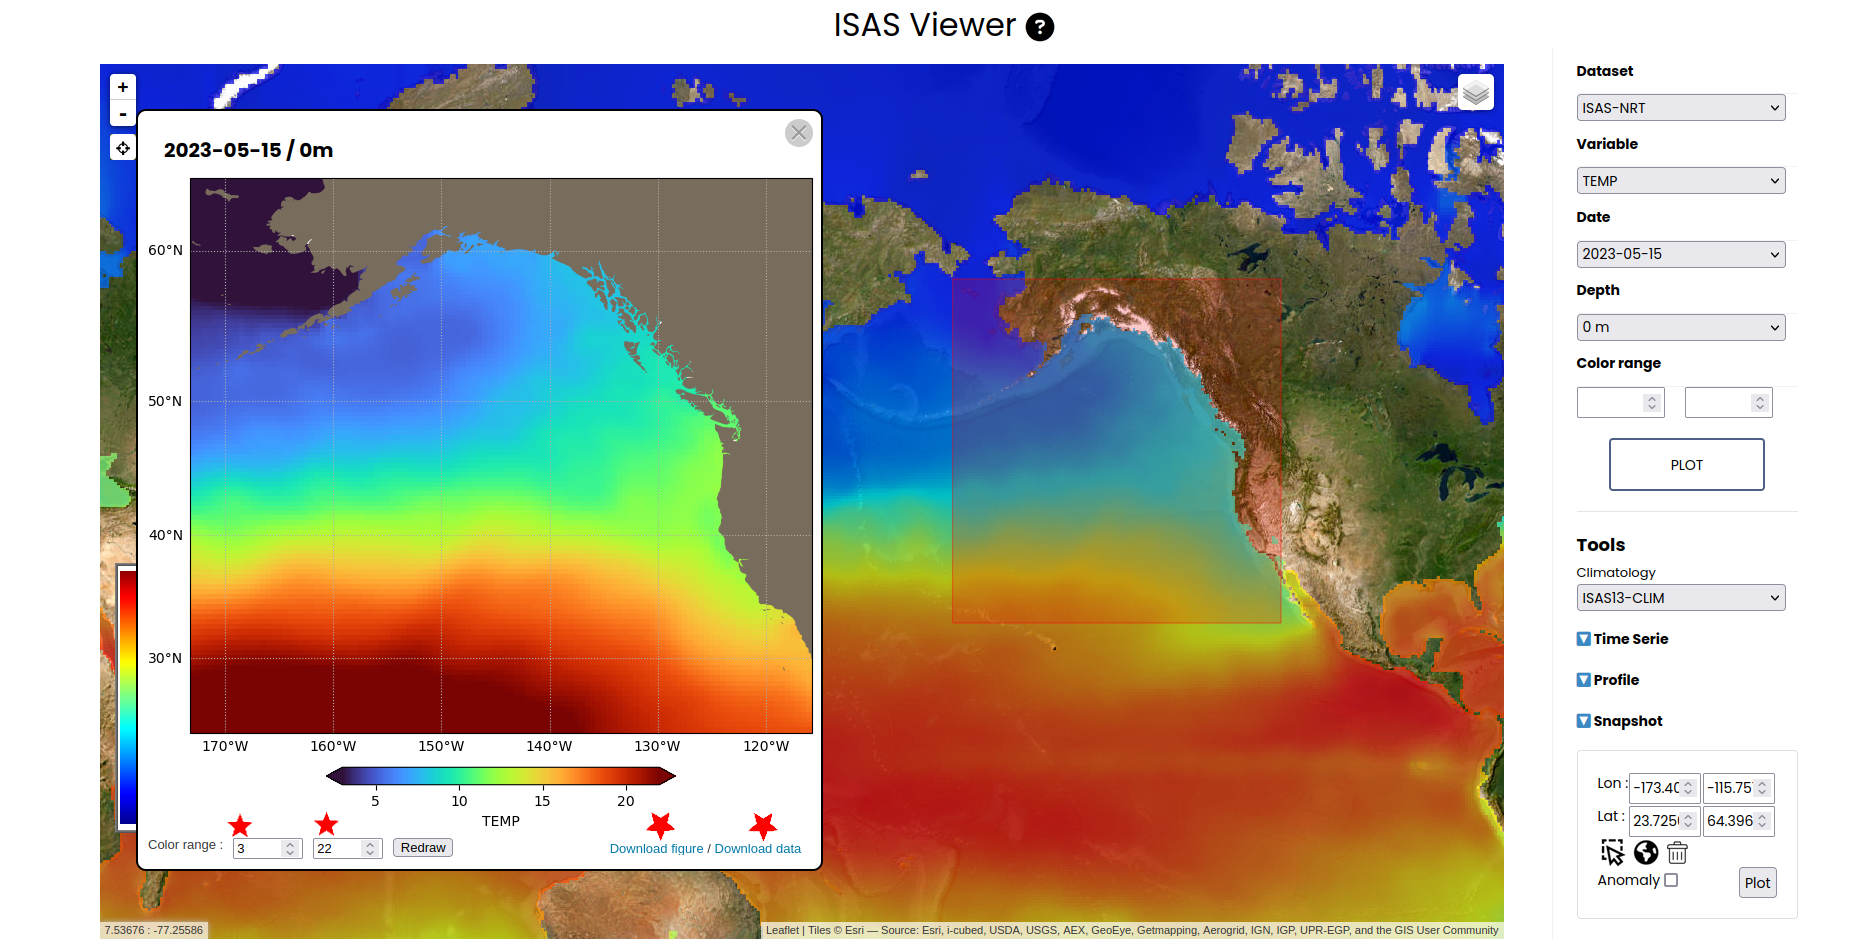 ISAS Viewer ?
+
-
2023-05-15 / 0m
60°N
50°N
40°N
30°N
170°W 160°W 150°W 140°W 130°W 120°W
5 10 15 20
TEMP
Color range : 3 22 Redraw Download figure / Download data
7.53676 : -77.25586
Leaflet | Tiles © Esri — Source: Esri, i-cubed, USDA, USGS, AEX, GeoEye, Getmapping, Aerogrid, IGN, IGP, UPR-EGP, and the GIS User Community
Dataset
ISAS-NRT
Variable
TEMP
Date
2023-05-15
Depth
0 m
Color range
PLOT
Tools
Climatology
ISAS13-CLIM
Time Serie
Profile
Snapshot
Lon : -173.40 -115.75
Lat : 23.725 64.396
Anomaly
Plot